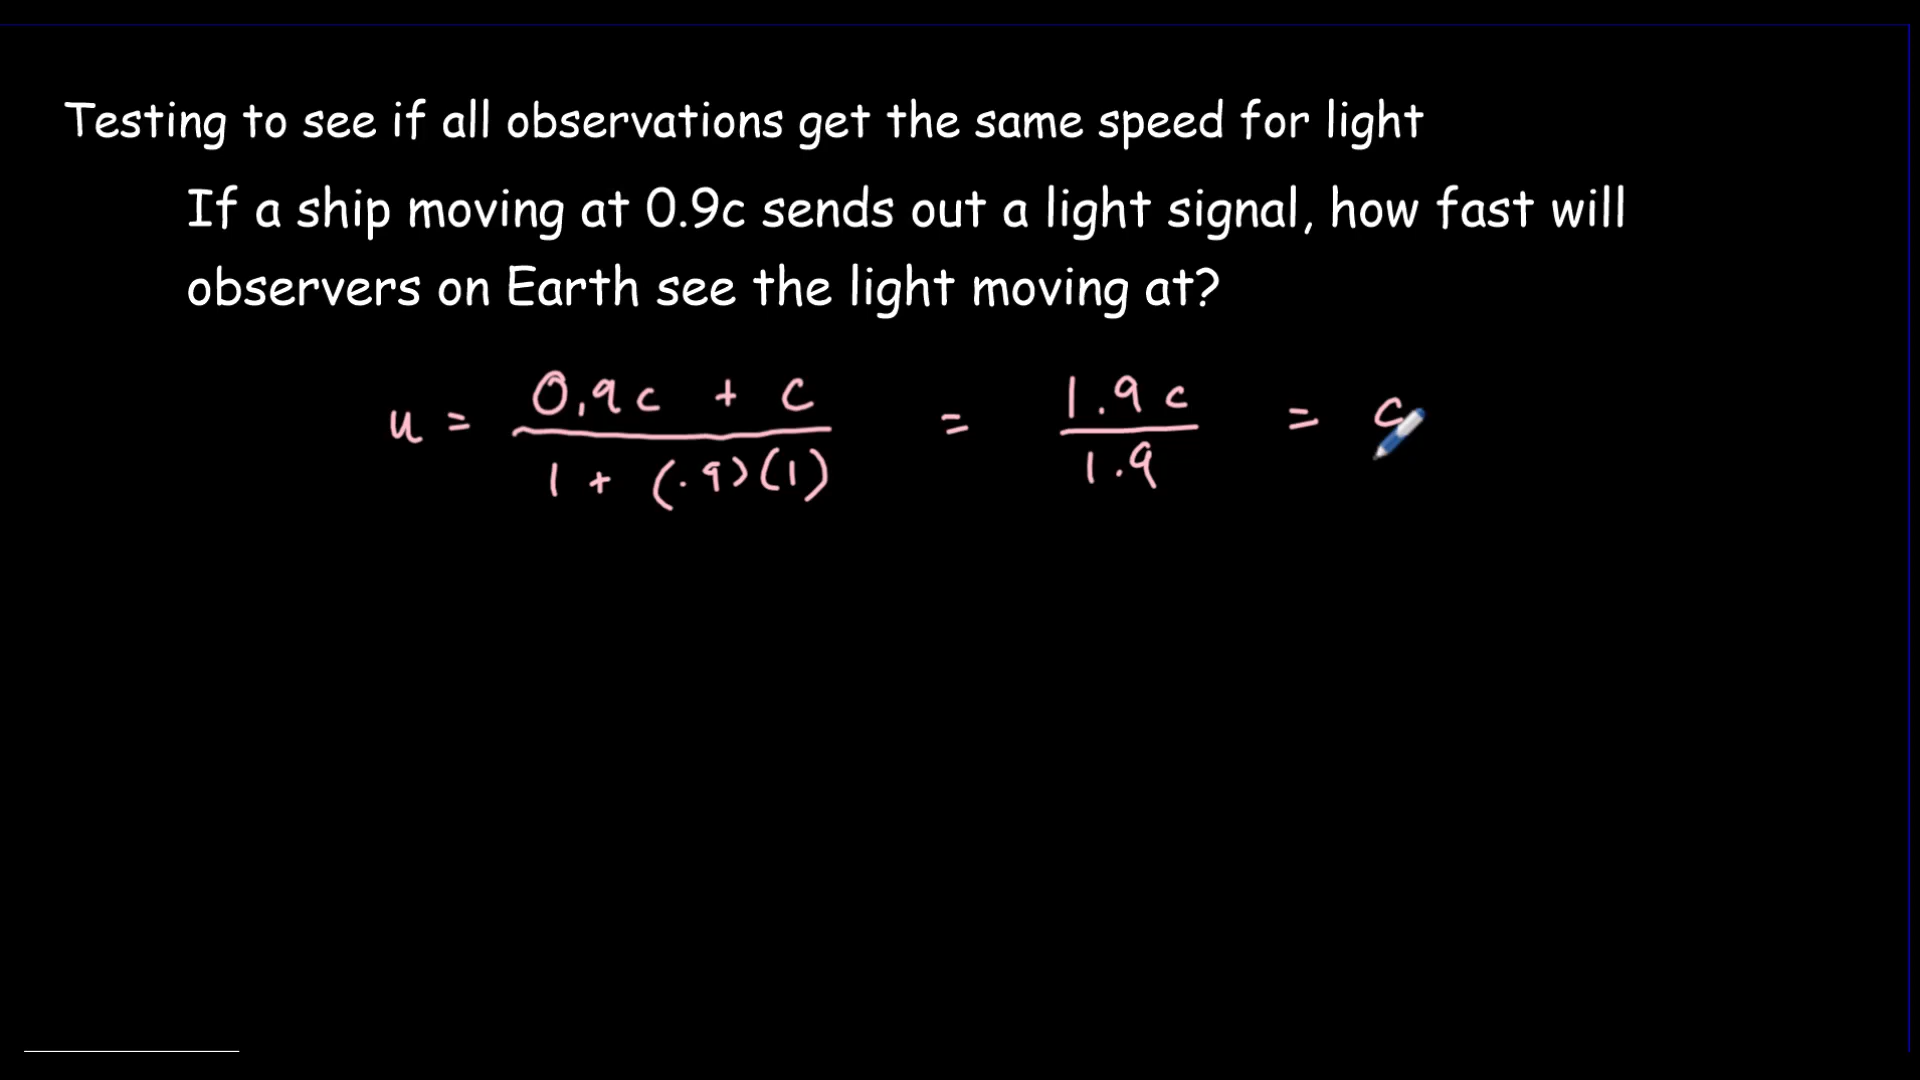 Testing to see if all observations get the same speed for light
If a ship moving at 0.9c sends out a light signal, how fast will
observers on Earth see the light moving at?
u = (0.9c + c) / (1 + (.9)(1)) = 1.9c / 1.9 = c